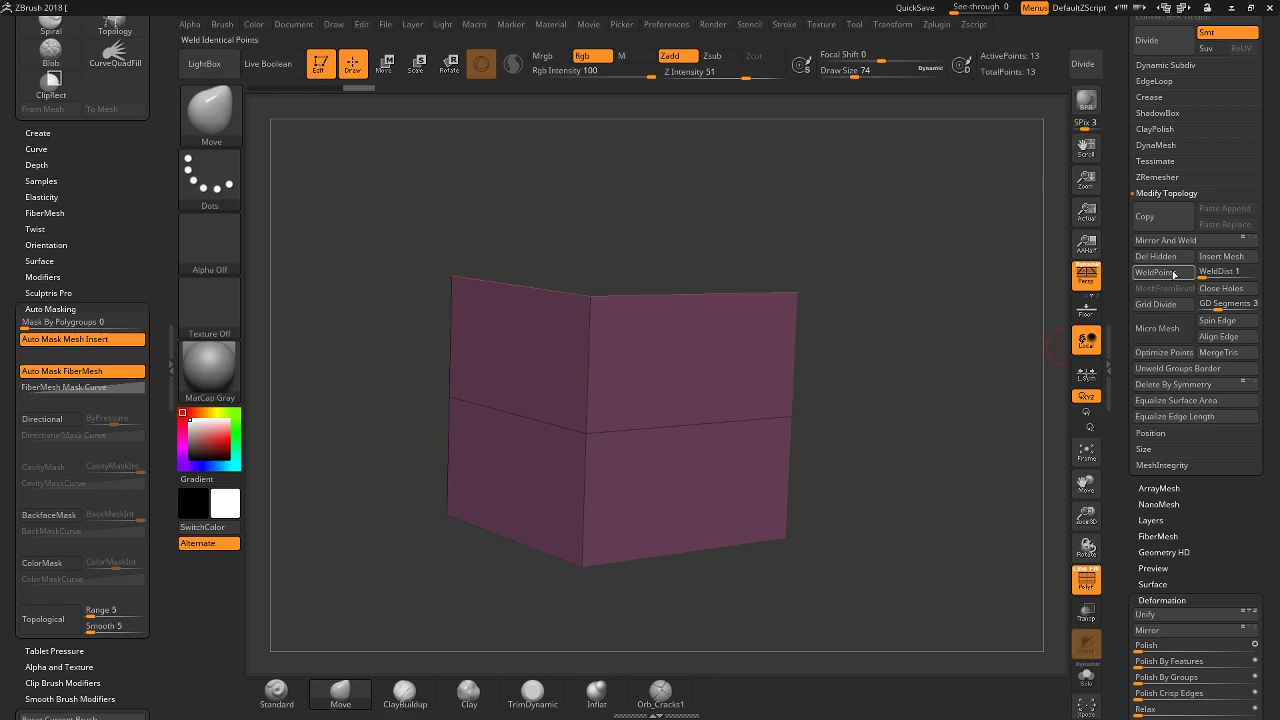 ZBrush 2018 [
QuickSave
See-through 0
Menus
DefaultZScript
Alpha Brush Color Document Draw Edit File Layer Light Macro Marker Material Movie Picker Preferences Render Stencil Stroke Texture Tool Transform Zplugin Zscript
Weld Identical Points
LightBox
Live Boolean
Edit
Draw
Move
Scale
Rotate
Mrgb
Rgb
M
Rgb Intensity 100
Zadd
Zsub
Zcut
Z Intensity 51
Focal Shift 0
Draw Size 74
Dynamic
ActivePoints: 13
TotalPoints: 13
Spiral
Topology
Blob
CurveQuadFill
ClipRect
From Mesh
To Mesh
Create
Curve
Depth
Samples
Elasticity
FiberMesh
Twist
Orientation
Surface
Modifiers
Sculptris Pro
Auto Masking
Mask By Polygroups 0
Auto Mask Mesh Insert
Auto Mask FiberMesh
FiberMesh Mask Curve
Directional
ByPressure
DirectionalMask Curve
CavityMask
CavityMaskInt
CavityMaskCurve
BackfaceMask
BackMaskInt
BackMaskCurve
ColorMask
ColorMaskInt
ColorMaskCurve
Topological
Range 5
Smooth 5
Tablet Pressure
Alpha and Texture
Clip Brush Modifiers
Smooth Brush Modifiers
Move
Dots
Alpha Off
Texture Off
MatCap Gray
Gradient
SwitchColor
Alternate
Standard
Move
ClayBuildup
Clay
TrimDynamic
Inflat
Orb_Cracks1
Divide
BPR
SPix 3
Scroll
Zoom
Actual
AAHalf
Dynamic
Persp
Floor
Local
L.Sym
XYZ
Frame
Move
Zoom3D
Rotate
Line Fill
PolyF
Transp
Ghost
Dynamic
Solo
Xpose
Divide
Smt
Suv
ReUV
Dynamic Subdiv
EdgeLoop
Crease
ShadowBox
ClayPolish
DynaMesh
Tessimate
ZRemesher
Modify Topology
Copy
Paste Append
Paste Replace
Mirror And Weld
Del Hidden
Insert Mesh
WeldPoints
WeldDist 1
MeshFromBrush
Close Holes
Grid Divide
GD Segments 3
Micro Mesh
Spin Edge
Align Edge
Optimize Points
MergeTris
Unweld Groups Border
Delete By Symmetry
Equalize Surface Area
Equalize Edge Length
Position
Size
MeshIntegrity
ArrayMesh
NanoMesh
Layers
FiberMesh
Geometry HD
Preview
Surface
Deformation
Unify
Mirror
Polish
Polish By Features
Polish By Groups
Polish Crisp Edges
Relax